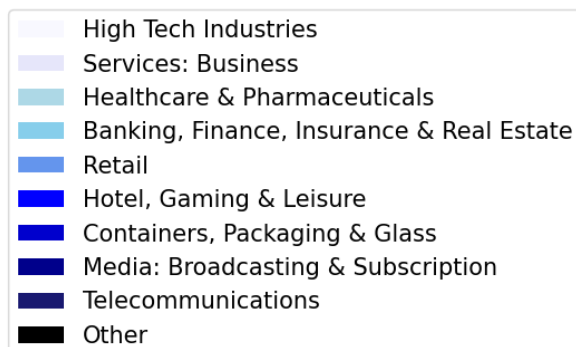 High Tech Industries
Services: Business
Healthcare & Pharmaceuticals
Banking, Finance, Insurance & Real Estate
Retail
Hotel, Gaming & Leisure
Containers, Packaging & Glass
Media: Broadcasting & Subscription
Telecommunications
Other